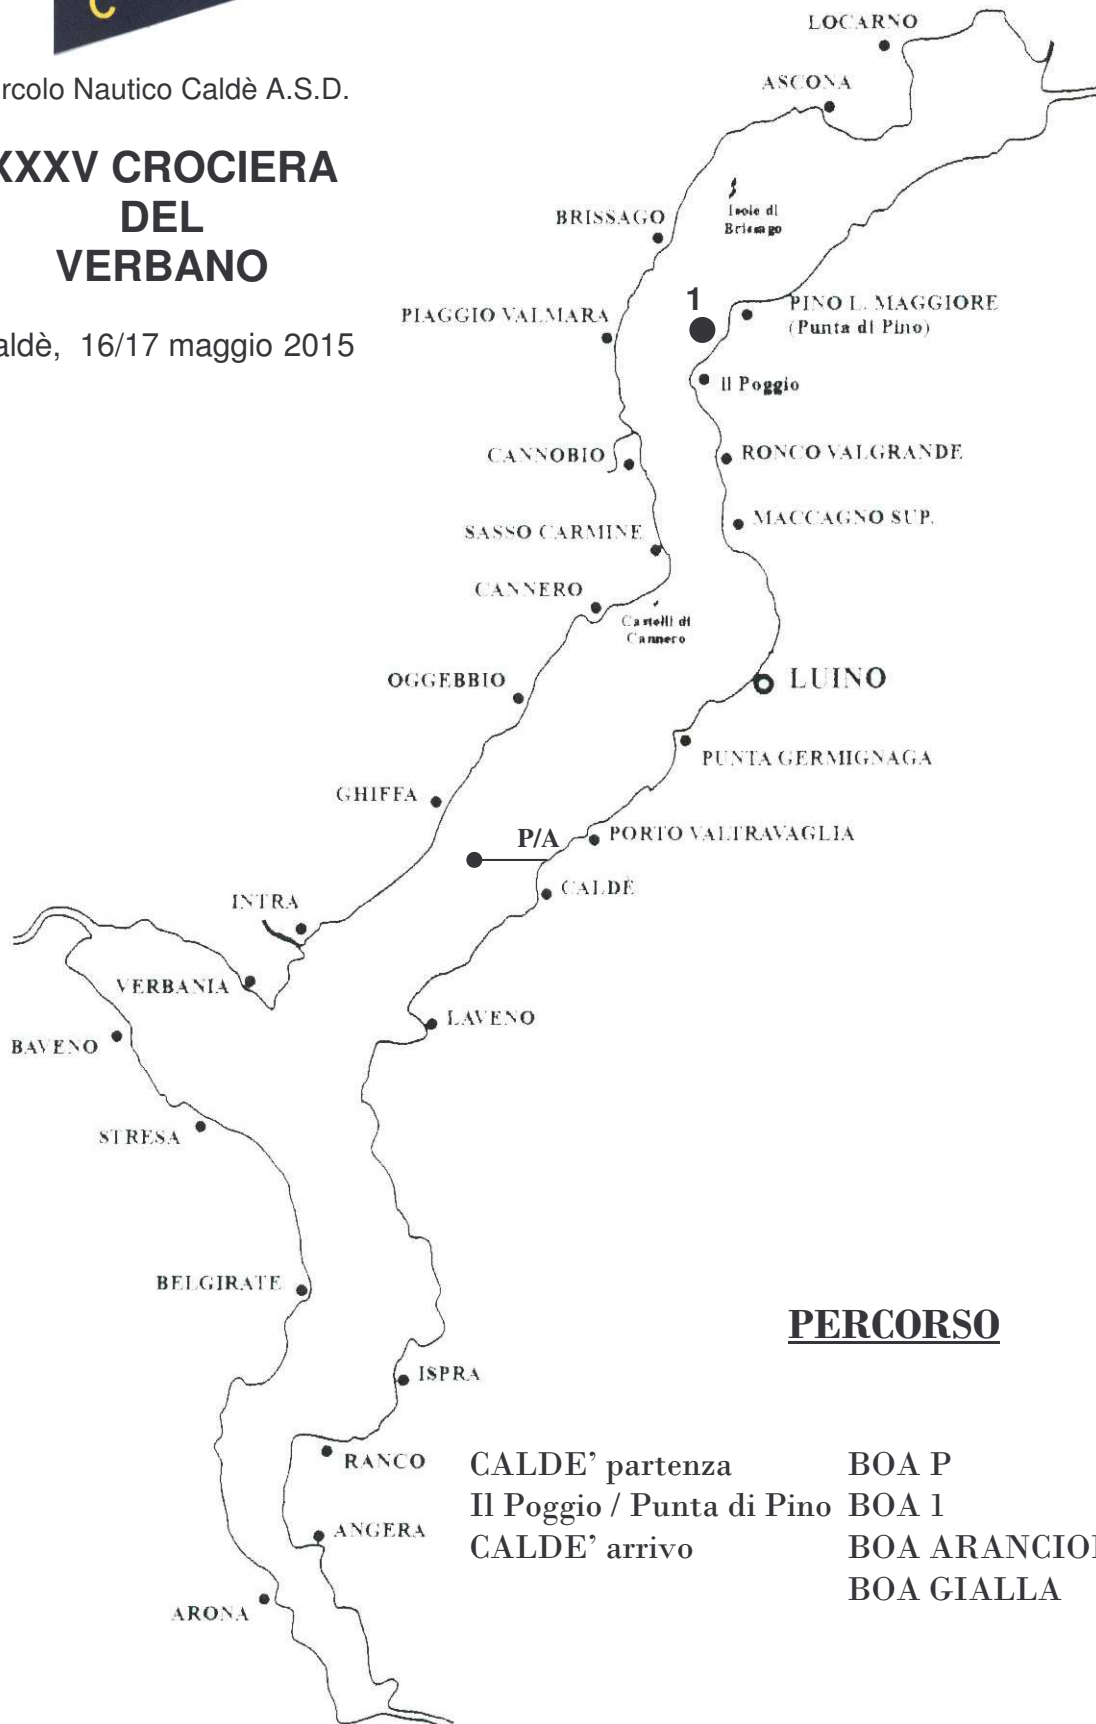 C
rcolo Nautico Caldè A.S.D.
XXXV CROCIERA
DEL
VERBANO
aldè, 16/17 maggio 2015
LOCARNO
ASCONA
Isole di
Brissago
BRISSAGO
1
PINO L. MAGGIORE
(Punta di Pino)
PIAGGIO VALMARA
Il Poggio
CANNOBIO
RONCO VALGRANDE
MACCAGNO SUP.
SASSO CARMINE
CANNERO
Castelli di
Cannero
OGGEBBIO
LUINO
PUNTA GERMIGNAGA
GHIFFA
P/A
PORTO VALTRAVAGLIA
CALDÈ
INTRA
VERBANIA
LAVENO
BAVENO
STRESA
BELGIRATE
ISPRA
RANCO
ANGERA
ARONA
PERCORSO
CALDE’ partenza BOA P
Il Poggio / Punta di Pino BOA 1
CALDE’ arrivo BOA ARANCIO
BOA GIALLA